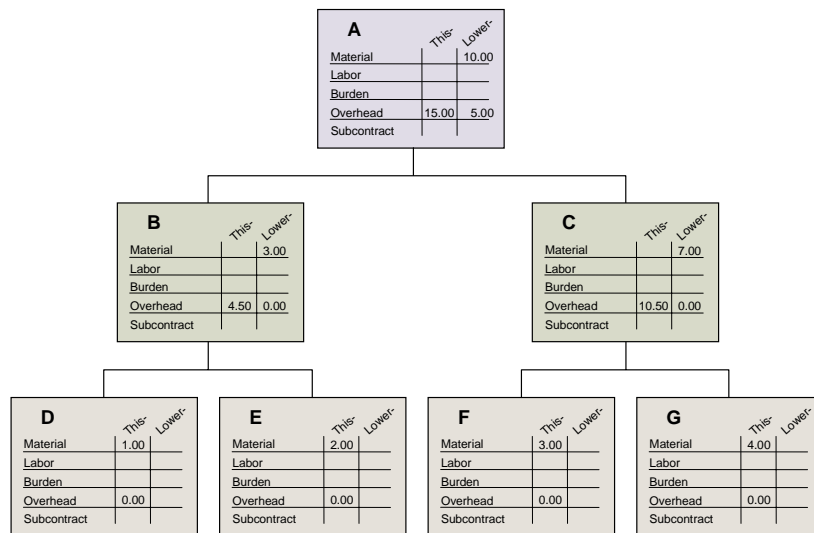 A
This- Lower-
Material 10.00
Labor
Burden
Overhead 15.00 5.00
Subcontract
B
This- Lower-
Material 3.00
Labor
Burden
Overhead 4.50 0.00
Subcontract
C
This- Lower-
Material 7.00
Labor
Burden
Overhead 10.50 0.00
Subcontract
D
This- Lower-
Material 1.00
Labor
Burden
Overhead 0.00
Subcontract
E
This- Lower-
Material 2.00
Labor
Burden
Overhead 0.00
Subcontract
F
This- Lower-
Material 3.00
Labor
Burden
Overhead 0.00
Subcontract
G
This- Lower-
Material 4.00
Labor
Burden
Overhead 0.00
Subcontract